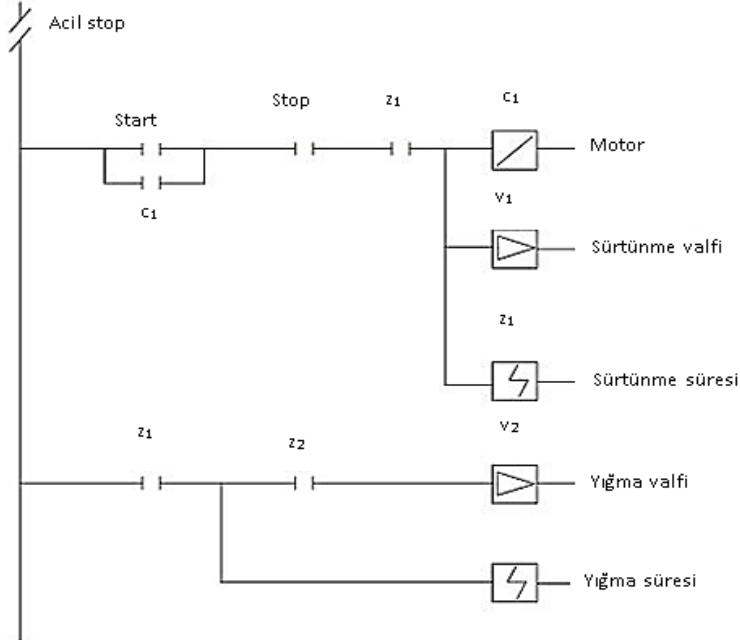 Acil stop
Start
Stop
z1
c1
Motor
c1
v1
Sürtünme valfi
z1
Sürtünme süresi
z1
z2
v2
Yığma valfi
Yığma süresi